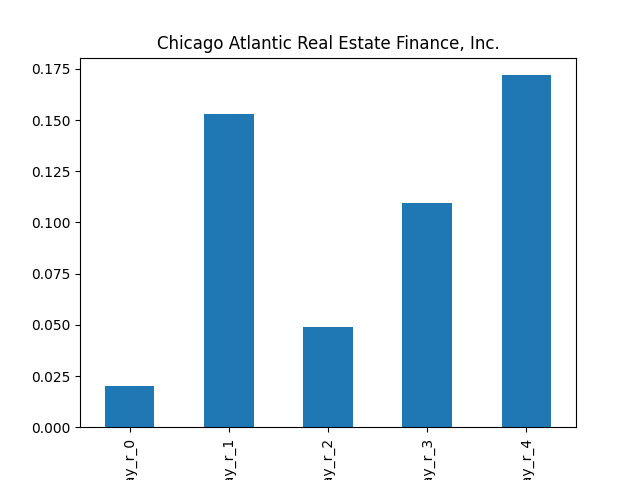 Chicago Atlantic Real Estate Finance, Inc.
0.175
0.150
0.125
0.100
0.075
0.050
0.025
0.000
ay_r_0
ay_r_1
ay_r_2
ay_r_3
ay_r_4